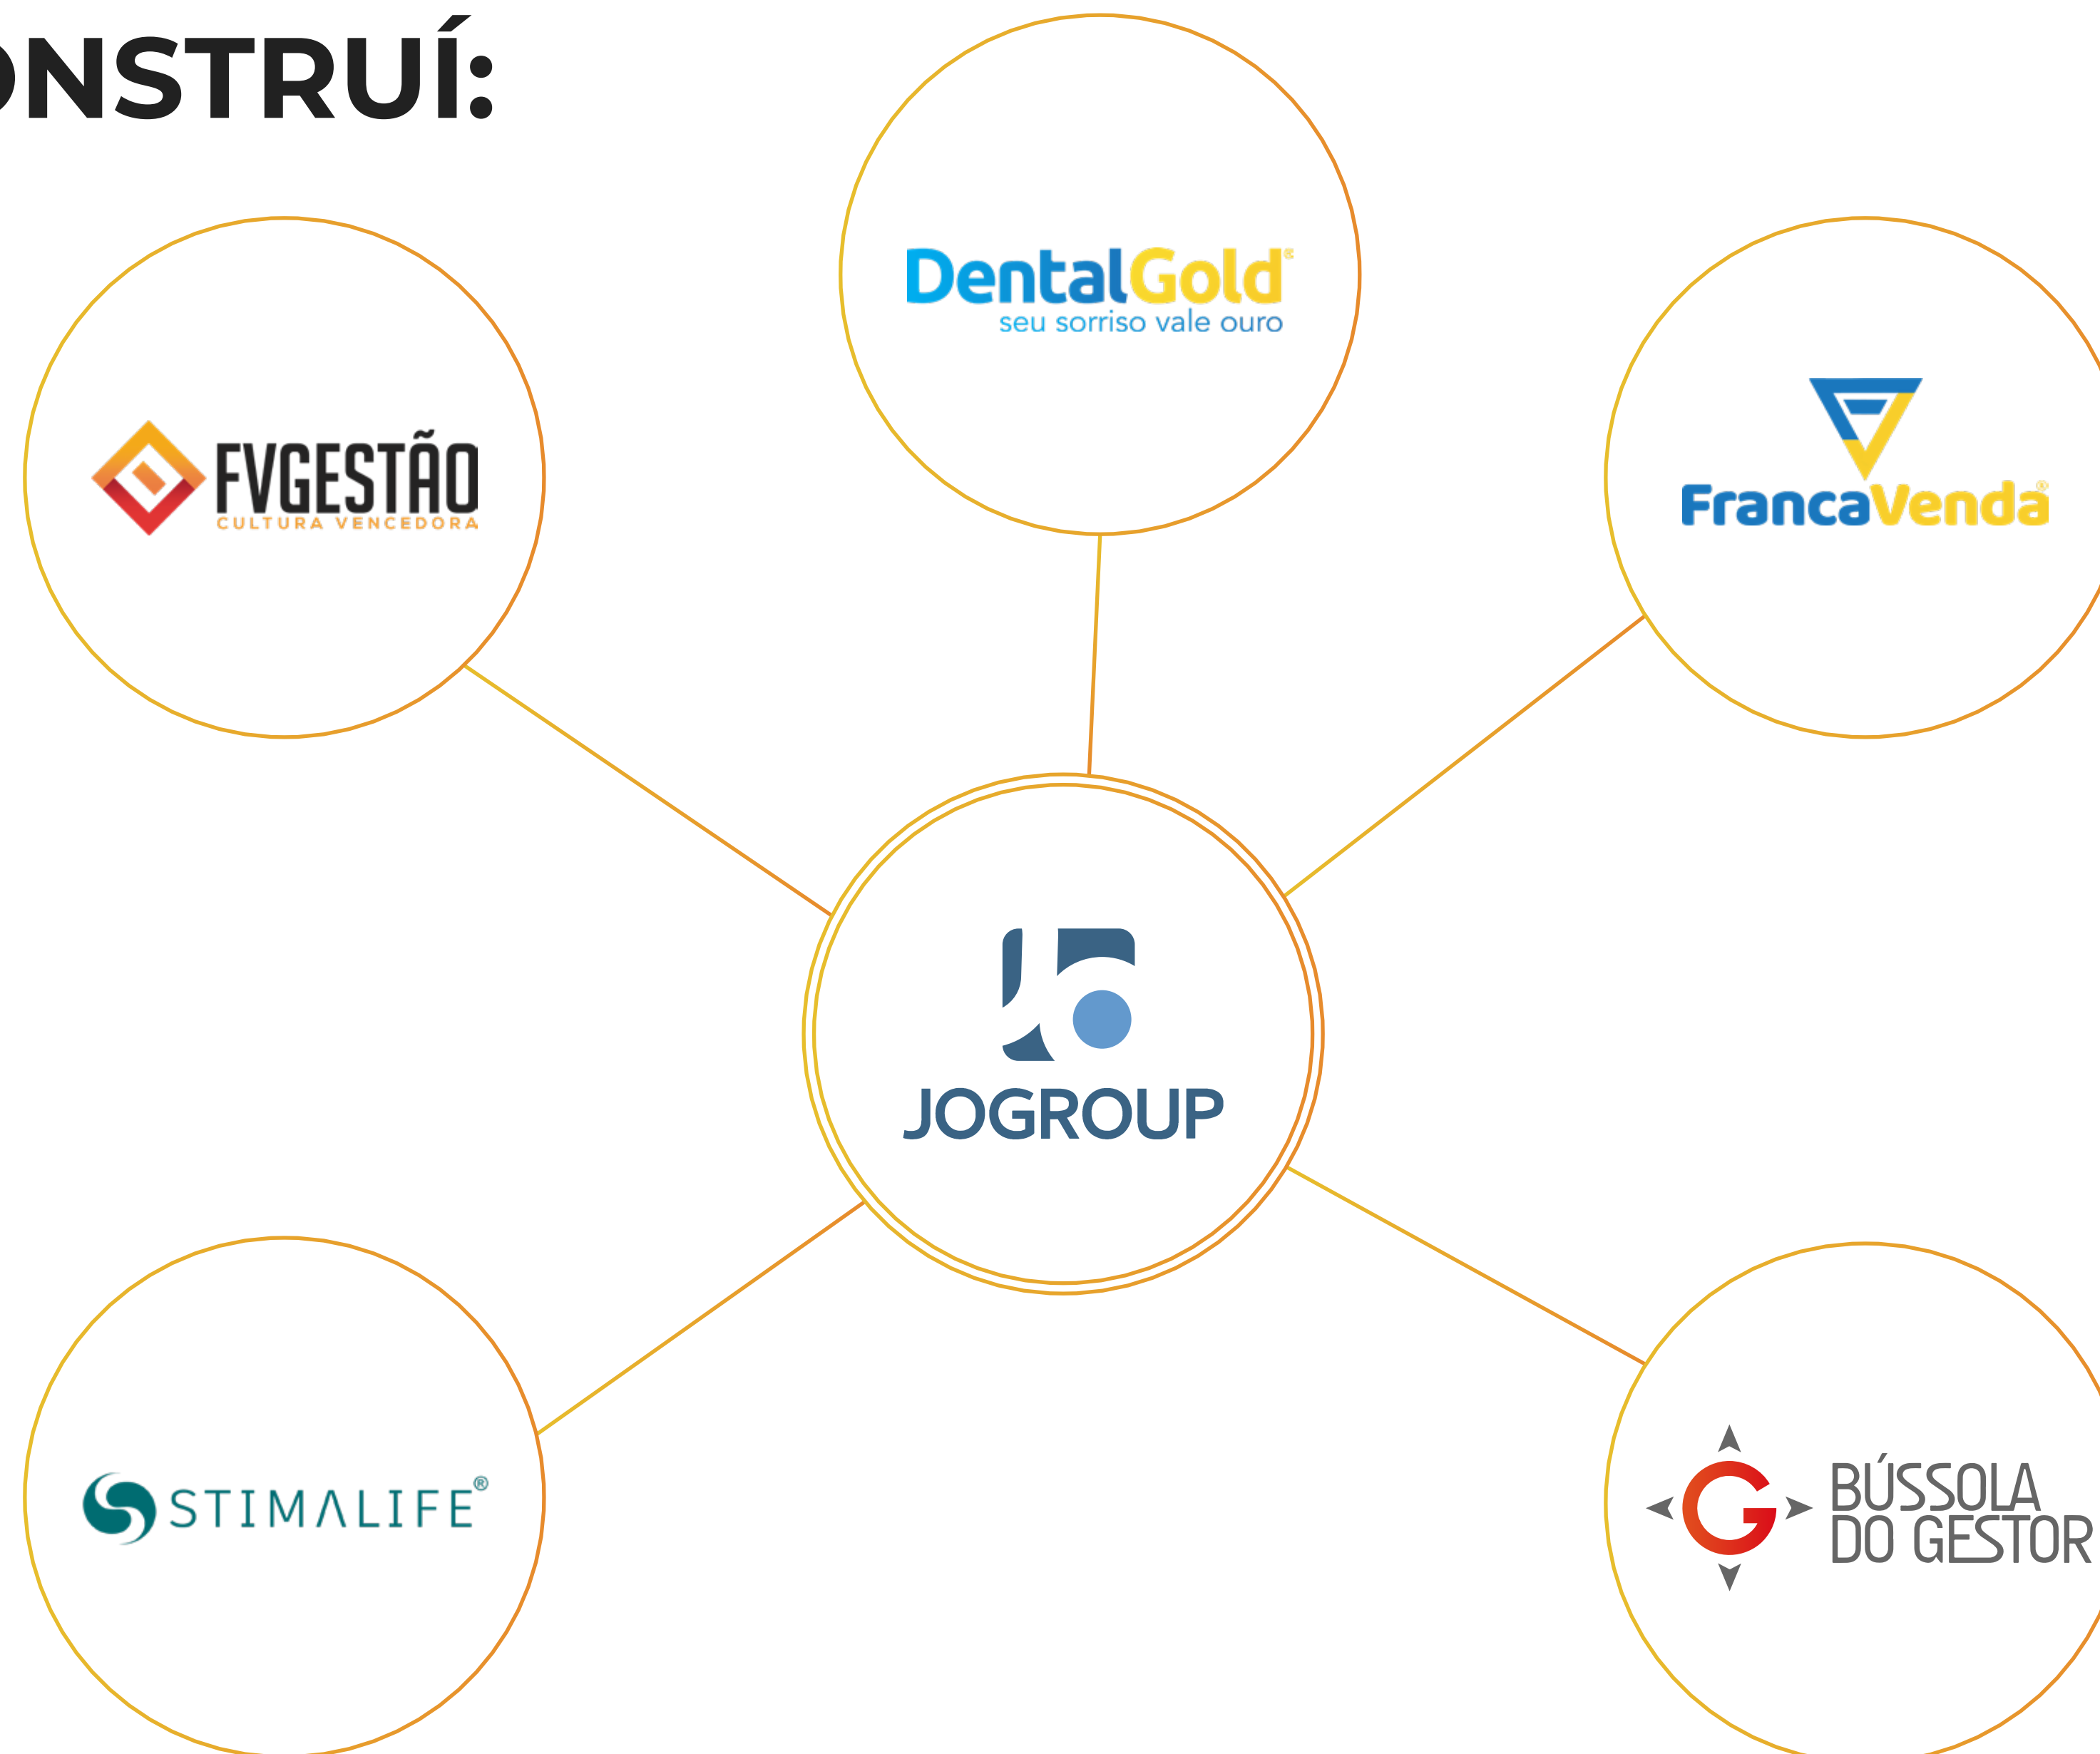 ONSTRUÍ:
DentalGold®
seu sorriso vale ouro
FVGESTÃO
CULTURA VENCEDORA
FrancaVenda®
JOGROUP
STIMALIFE®
G
BÚSSOLA
DO GESTOR